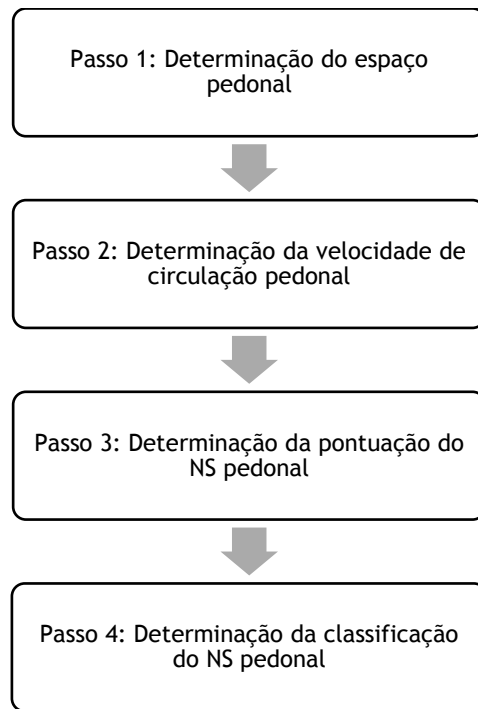 Passo 1: Determinação do espaço
pedonal
Passo 2: Determinação da velocidade de
circulação pedonal
Passo 3: Determinação da pontuação do
NS pedonal
Passo 4: Determinação da classificação
do NS pedonal